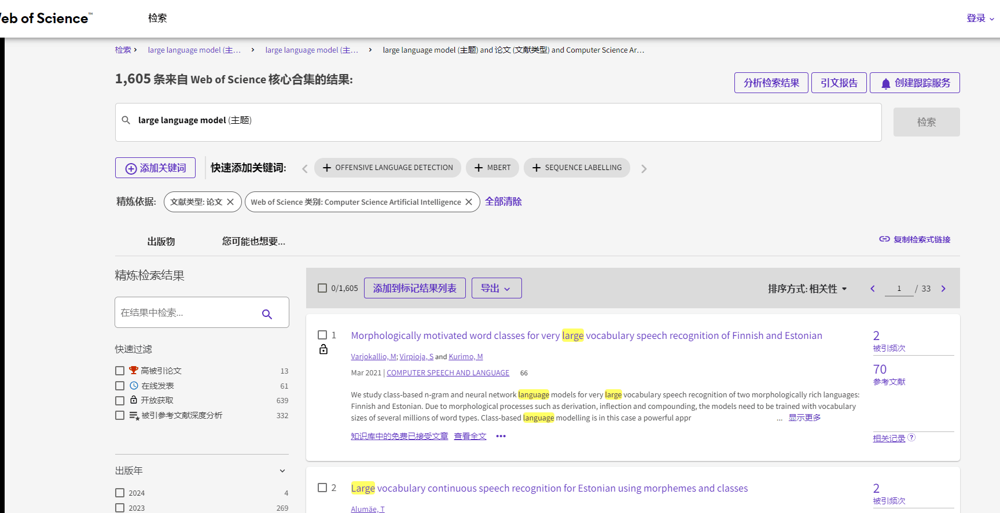 eb of Science™
检索
登录
检索 › large language model (主... › large language model (主... › large language model (主题) and 论文 (文献类型) and Computer Science Ar...
1,605 条来自 Web of Science 核心合集的结果:
分析检索结果
引文报告
创建跟踪服务
large language model (主题)
检索
添加关键词
快速添加关键词:
+ OFFENSIVE LANGUAGE DETECTION
+ MBERT
+ SEQUENCE LABELLING
精炼依据:
文献类型: 论文
Web of Science 类别: Computer Science Artificial Intelligence
全部清除
出版物
您可能也想要...
复制检索式链接
精炼检索结果
在结果中检索...
快速过滤
高被引论文 13
在线发表 61
开放获取 639
被引参考文献深度分析 332
出版年
2024 4
2023 269
0/1,605
添加到标记结果列表
导出
排序方式: 相关性
1 / 33
1
Morphologically motivated word classes for very large vocabulary speech recognition of Finnish and Estonian
Varjokallio, M; Virpioja, S and Kurimo, M
Mar 2021 | COMPUTER SPEECH AND LANGUAGE 66
We study class-based n-gram and neural network language models for very large vocabulary speech recognition of two morphologically rich languages:
Finnish and Estonian. Due to morphological processes such as derivation, inflection and compounding, the models need to be trained with vocabulary
sizes of several millions of word types. Class-based language modelling is in this case a powerful appr ... 显示更多
知识库中的免费已接受文章 查看全文 •••
2
被引频次
70
参考文献
相关记录 ?
2
Large vocabulary continuous speech recognition for Estonian using morphemes and classes
Alumäe, T
2
被引频次